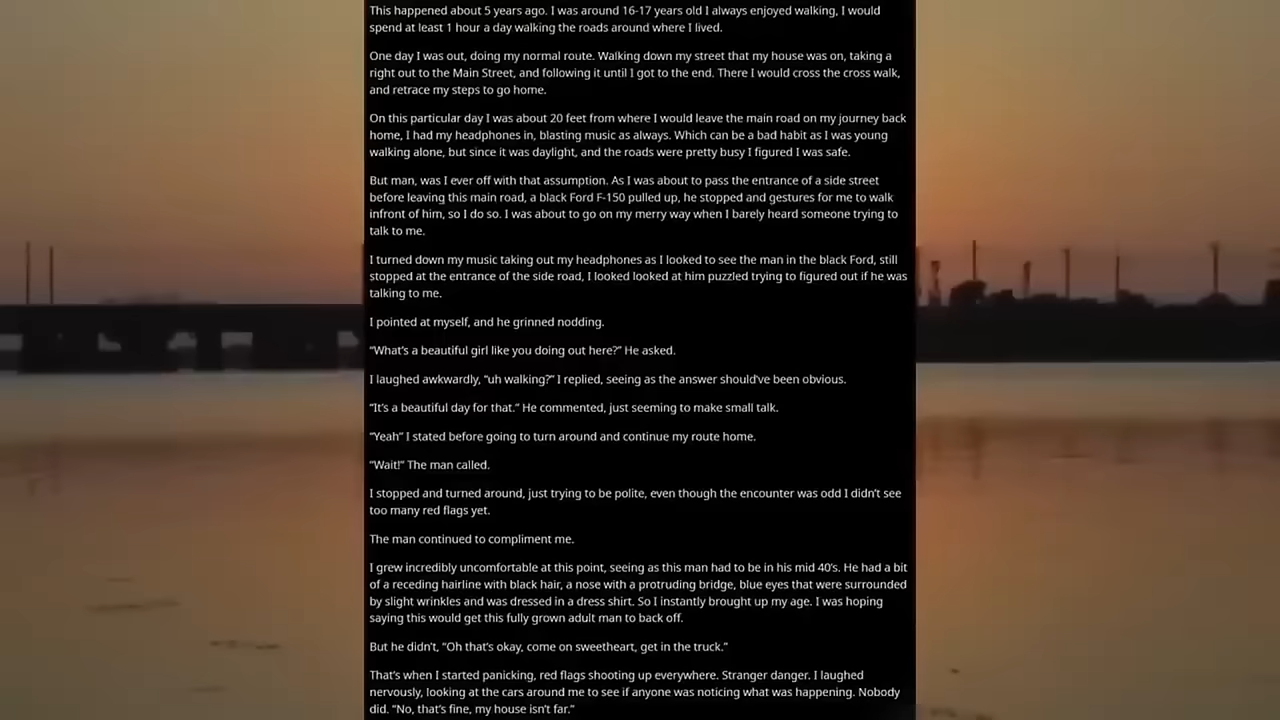 This happened about 5 years ago. I was around 16-17 years old I always enjoyed walking, I would
spend at least 1 hour a day walking the roads around where I lived.
One day I was out, doing my normal route. Walking down my street that my house was on, taking a
right out to the Main Street, and following it until I got to the end. There I would cross the cross walk,
and retrace my steps to go home.
On this particular day I was about 20 feet from where I would leave the main road on my journey back
home, I had my headphones in, blasting music as always. Which can be a bad habit as I was young
walking alone, but since it was daylight, and the roads were pretty busy I figured I was safe.
But man, was I ever off with that assumption. As I was about to pass the entrance of a side street
before leaving this main road, a black Ford F-150 pulled up, he stopped and gestures for me to walk
infront of him, so I do so. I was about to go on my merry way when I barely heard someone trying to
talk to me.
I turned down my music taking out my headphones as I looked to see the man in the black Ford, still
stopped at the entrance of the side road, I looked looked at him puzzled trying to figured out if he was
talking to me.
I pointed at myself, and he grinned nodding.
“What’s a beautiful girl like you doing out here?” He asked.
I laughed awkwardly, “uh walking?” I replied, seeing as the answer should’ve been obvious.
“It’s a beautiful day for that.” He commented, just seeming to make small talk.
“Yeah” I stated before going to turn around and continue my route home.
“Wait!” The man called.
I stopped and turned around, just trying to be polite, even though the encounter was odd I didn’t see
too many red flags yet.
The man continued to compliment me.
I grew incredibly uncomfortable at this point, seeing as this man had to be in his mid 40’s. He had a bit
of a receding hairline with black hair, a nose with a protruding bridge, blue eyes that were surrounded
by slight wrinkles and was dressed in a dress shirt. So I instantly brought up my age. I was hoping
saying this would get this fully grown adult man to back off.
But he didn’t, “Oh that’s okay, come on sweetheart, get in the truck.”
That’s when I started panicking, red flags shooting up everywhere. Stranger danger. I laughed
nervously, looking at the cars around me to see if anyone was noticing what was happening. Nobody
did. “No, that’s fine, my house isn’t far.”